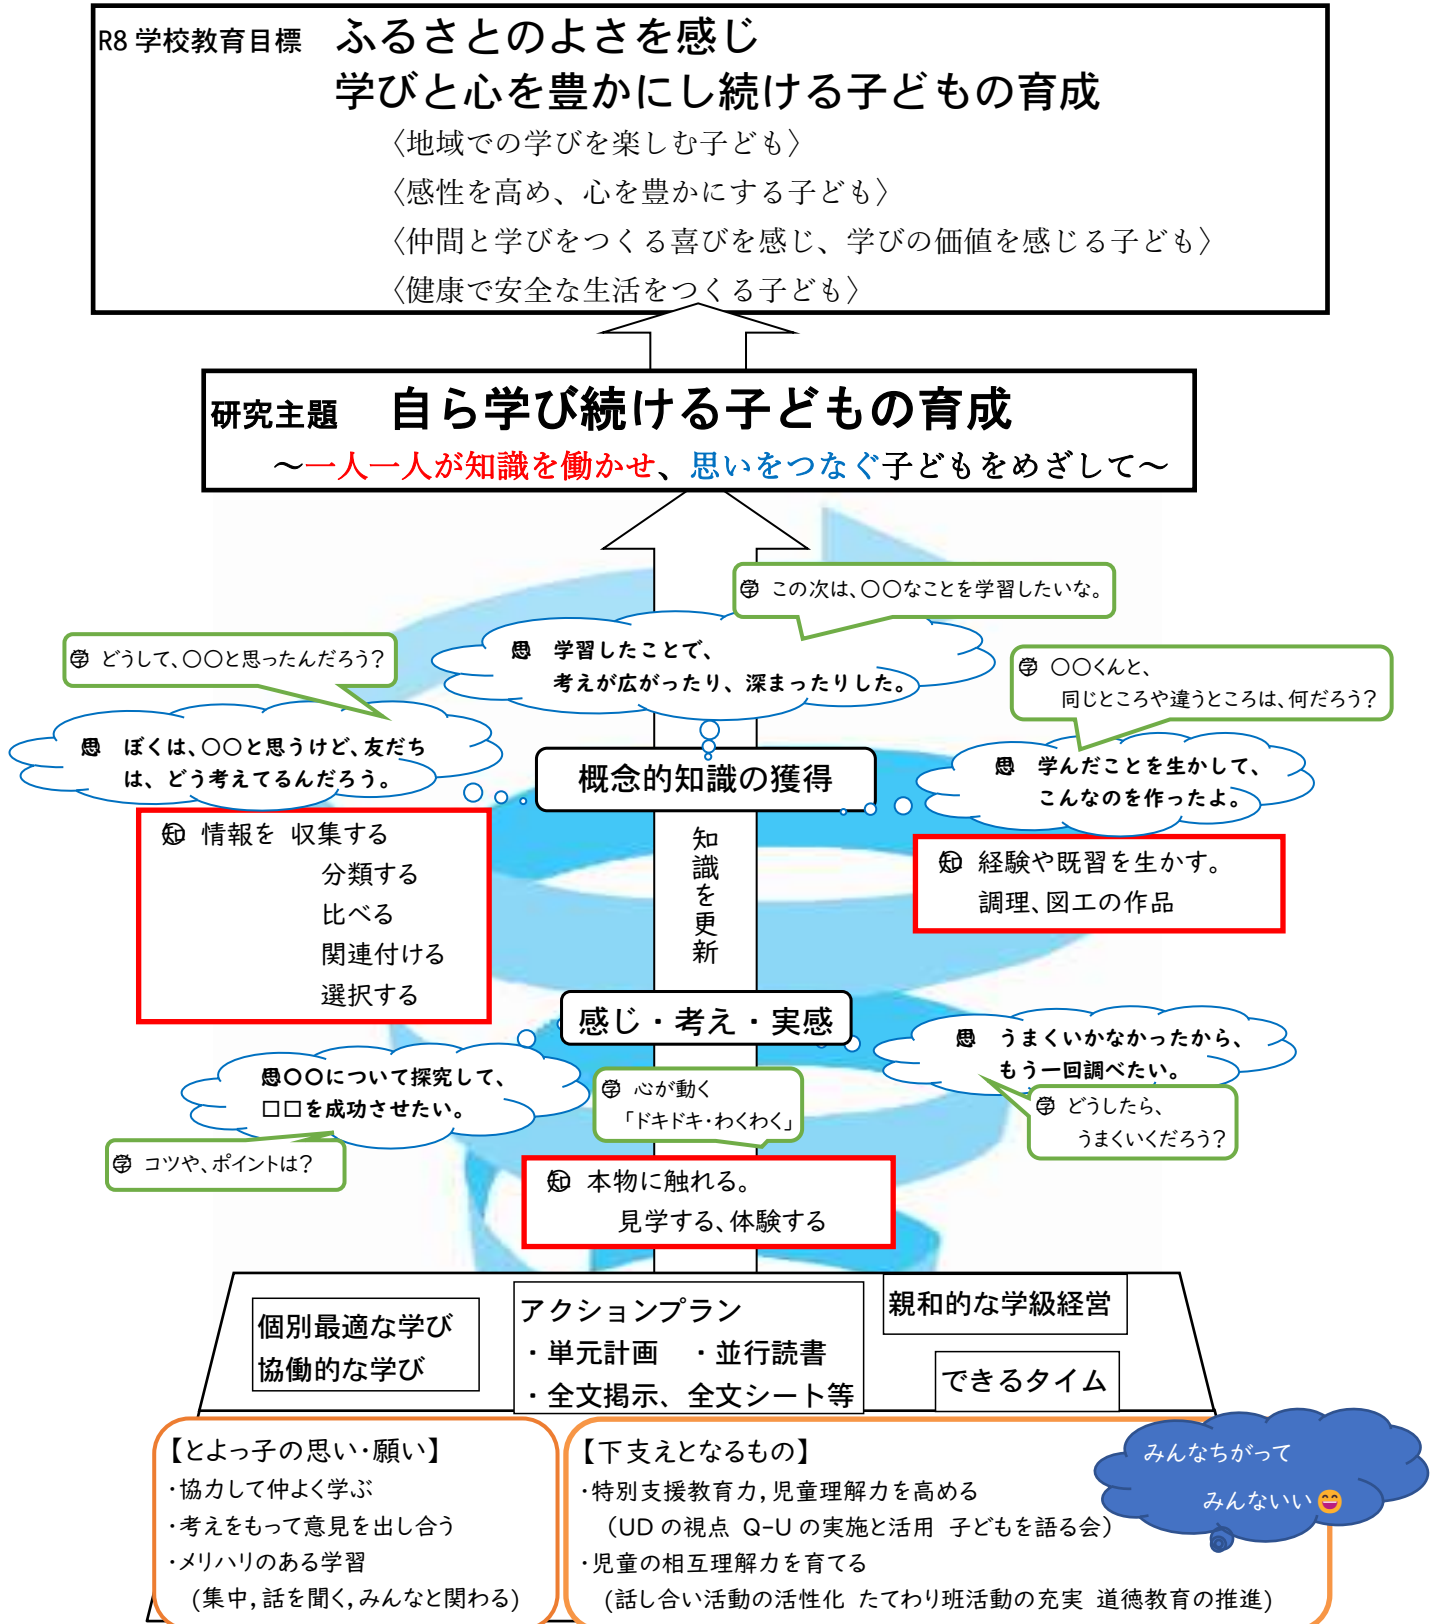 R8 学校教育目標　ふるさとのよさを感じ
学びと心を豊かにし続ける子どもの育成
〈地域での学びを楽しむ子ども〉
〈感性を高め、心を豊かにする子ども〉
〈仲間と学びをつくる喜びを感じ、学びの価値を感じる子ども〉
〈健康で安全な生活をつくる子ども〉
研究主題　自ら学び続ける子どもの育成
～一人一人が知識を働かせ、思いをつなぐ子どもをめざして～
㊫ この次は、〇〇なことを学習したいな。
思　学習したことで、
考えが広がったり、深まったりした。
㊫ どうして、〇〇と思ったんだろう？
思　ぼくは、〇〇と思うけど、友だち
は、どう考えてるんだろう。
㊫ 〇〇くんと、
同じところや違うところは、何だろう？
思　学んだことを生かして、
こんなのを作ったよ。
概念的知識の獲得
知 情報を 収集する
分類する
比べる
関連付ける
選択する
知識を更新
知 経験や既習を生かす。
調理、図工の作品
感じ・考え・実感
思〇〇について探究して、
□□を成功させたい。
㊫ コツや、ポイントは？
㊫ 心が動く
「ドキドキ・わくわく」
思　うまくいかなかったから、
もう一回調べたい。
㊫ どうしたら、
うまくいくだろう？
知 本物に触れる。
見学する、体験する
個別最適な学び
協働的な学び
アクションプラン
・単元計画　・並行読書
・全文掲示、全文シート等
親和的な学級経営
できるタイム
【とよっ子の思い・願い】
・協力して仲よく学ぶ
・考えをもって意見を出し合う
・メリハリのある学習
(集中，話を聞く，みんなと関わる)
【下支えとなるもの】
・特別支援教育力，児童理解力を高める
（UD の視点 Q-U の実施と活用 子どもを語る会）
・児童の相互理解力を育てる
(話し合い活動の活性化 たてわり班活動の充実 道徳教育の推進)
みんなちがって
みんないい😄